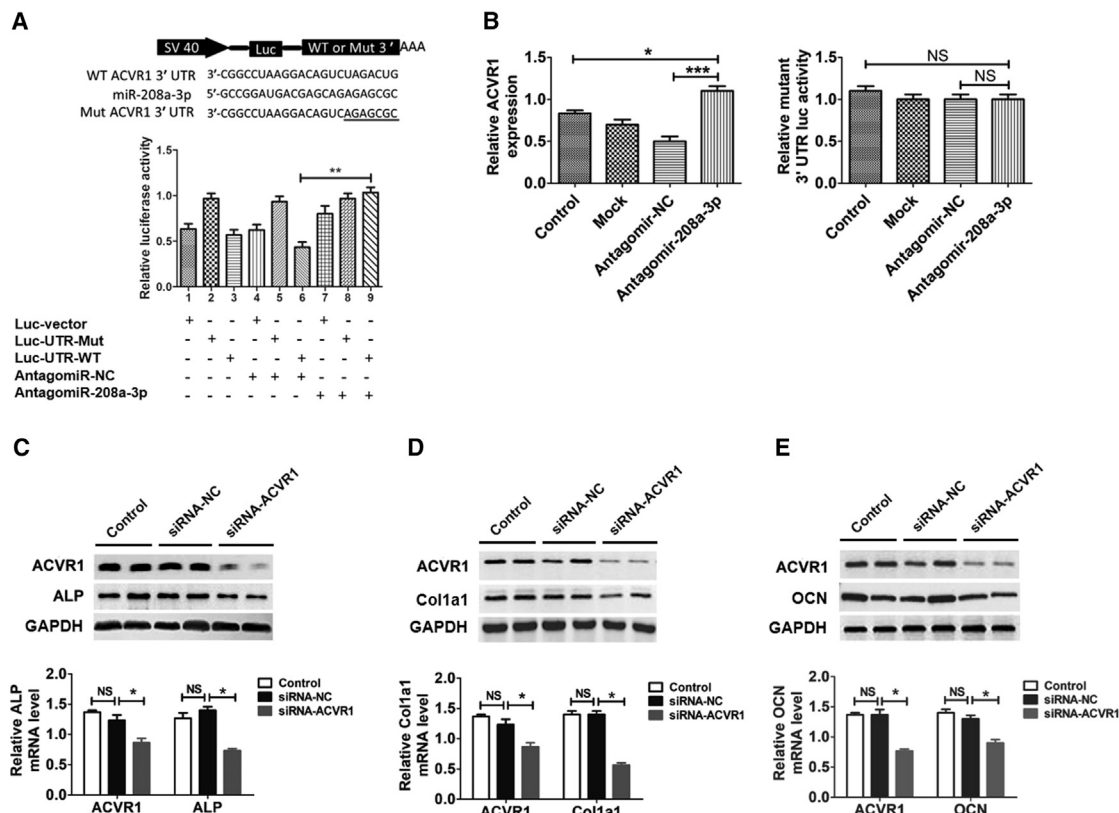 A
SV 40 Luc WT or Mut 3' AAA
WT ACVR1 3' UTR 3'-CGGCCUAAGGACAGUCUAGACUG
miR-208a-3p 5'-GCCGGAUGACGAGCAGAGAGCGC
Mut ACVR1 3' UTR 3'-CGGCCUAAGGACAGUCAGAGCGC
Relative luciferase activity
1.5
1.0
0.5
0.0
**
1 2 3 4 5 6 7 8 9
Luc-vector + - - + - - + - -
Luc-UTR-Mut - + - - + - - + -
Luc-UTR-WT - - + - - + - - +
AntagomiR-NC - - - + + + - - -
AntagomiR-208a-3p - - - - - - + + +
B
Relative ACVR1
expression
1.5
1.0
0.5
0.0
*
***
Control
Mock
Antagomir-NC
Antagomir-208a-3p
Relative mutant
3' UTR luc activity
1.5
1.0
0.5
0.0
NS
NS
Control
Mock
Antagomir-NC
Antagomir-208a-3p
C
Control
siRNA-NC
siRNA-ACVR1
ACVR1
ALP
GAPDH
Relative ALP
mRNA level
2.0
1.5
1.0
0.5
0.0
NS * NS *
Control
siRNA-NC
siRNA-ACVR1
ACVR1 ALP
D
Control
siRNA-NC
siRNA-ACVR1
ACVR1
Col1a1
GAPDH
Relative Col1a1
mRNA level
2.0
1.5
1.0
0.5
0.0
NS * NS *
Control
siRNA-NC
siRNA-ACVR1
ACVR1 Col1a1
E
Control
siRNA-NC
siRNA-ACVR1
ACVR1
OCN
GAPDH
Relative OCN
mRNA level
2.0
1.5
1.0
0.5
0.0
NS * NS *
Control
siRNA-NC
siRNA-ACVR1
ACVR1 OCN